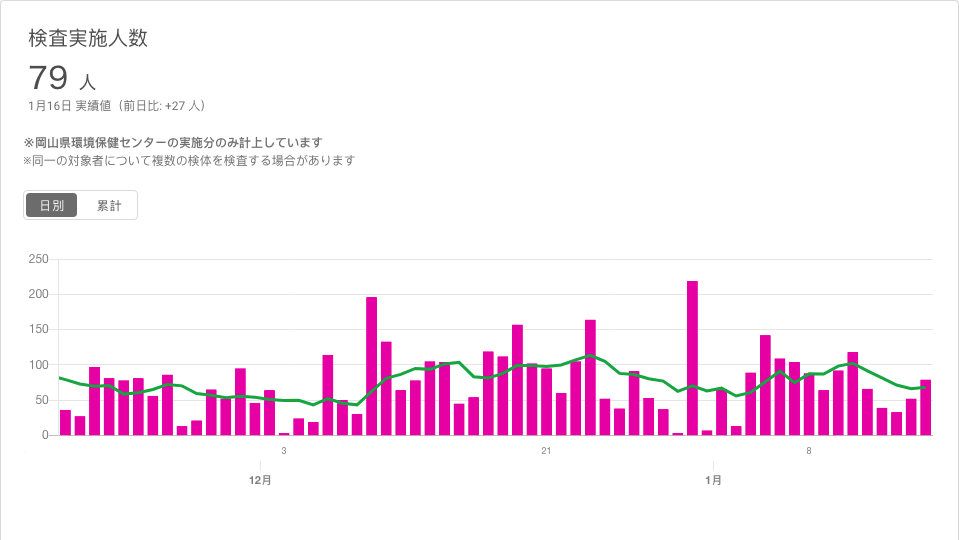 検査実施人数
79 人
1月16日 実績値（前日比: +27 人）
※岡山県環境保健センターの実施分のみ計上しています
※同一の対象者について複数の検体を検査する場合があります
日別 累計
250
200
150
100
50
0
3 21 8
12月 1月